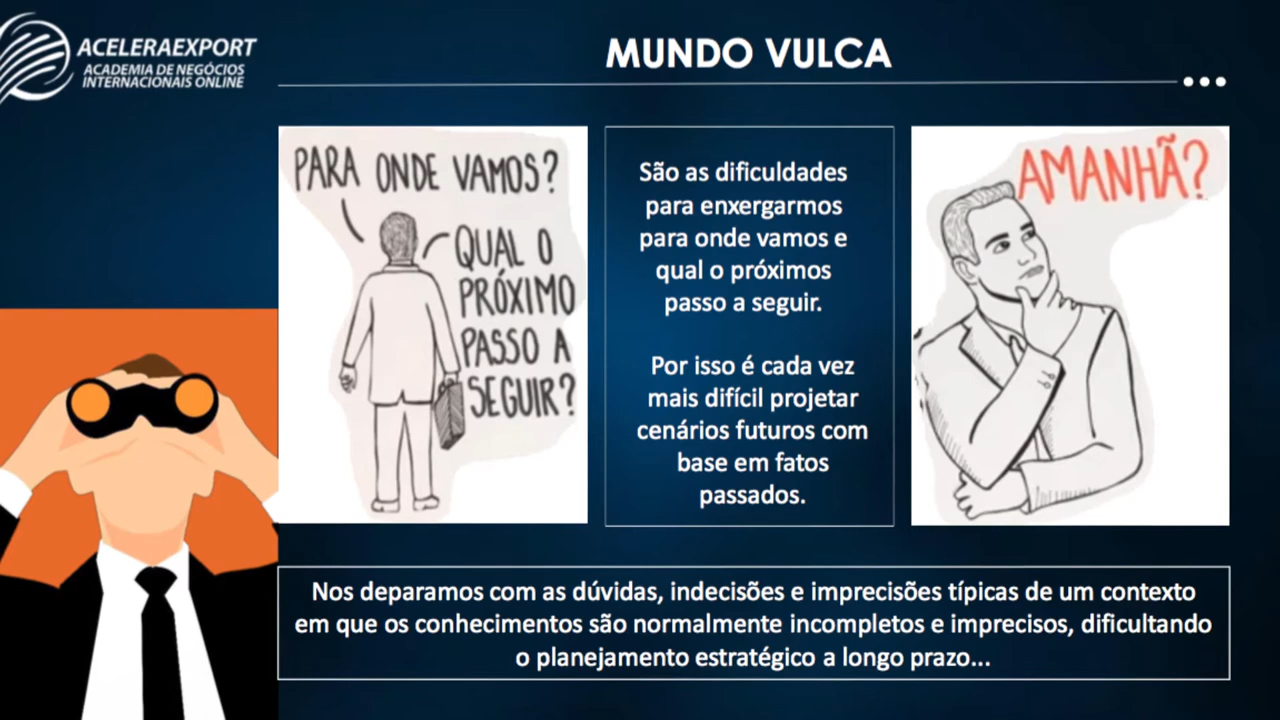 ACELERAEXPORT
ACADEMIA DE NEGÓCIOS
INTERNACIONAIS ONLINE
MUNDO VULCA
PARA ONDE VAMOS?
QUAL O
PRÓXIMO
PASSO A
SEGUIR?
São as dificuldades
para enxergarmos
para onde vamos e
qual o próximos
passo a seguir.
Por isso é cada vez
mais difícil projetar
cenários futuros com
base em fatos
passados.
AMANHÃ?
Nos deparamos com as dúvidas, indecisões e imprecisões típicas de um contexto
em que os conhecimentos são normalmente incompletos e imprecisos, dificultando
o planejamento estratégico a longo prazo...